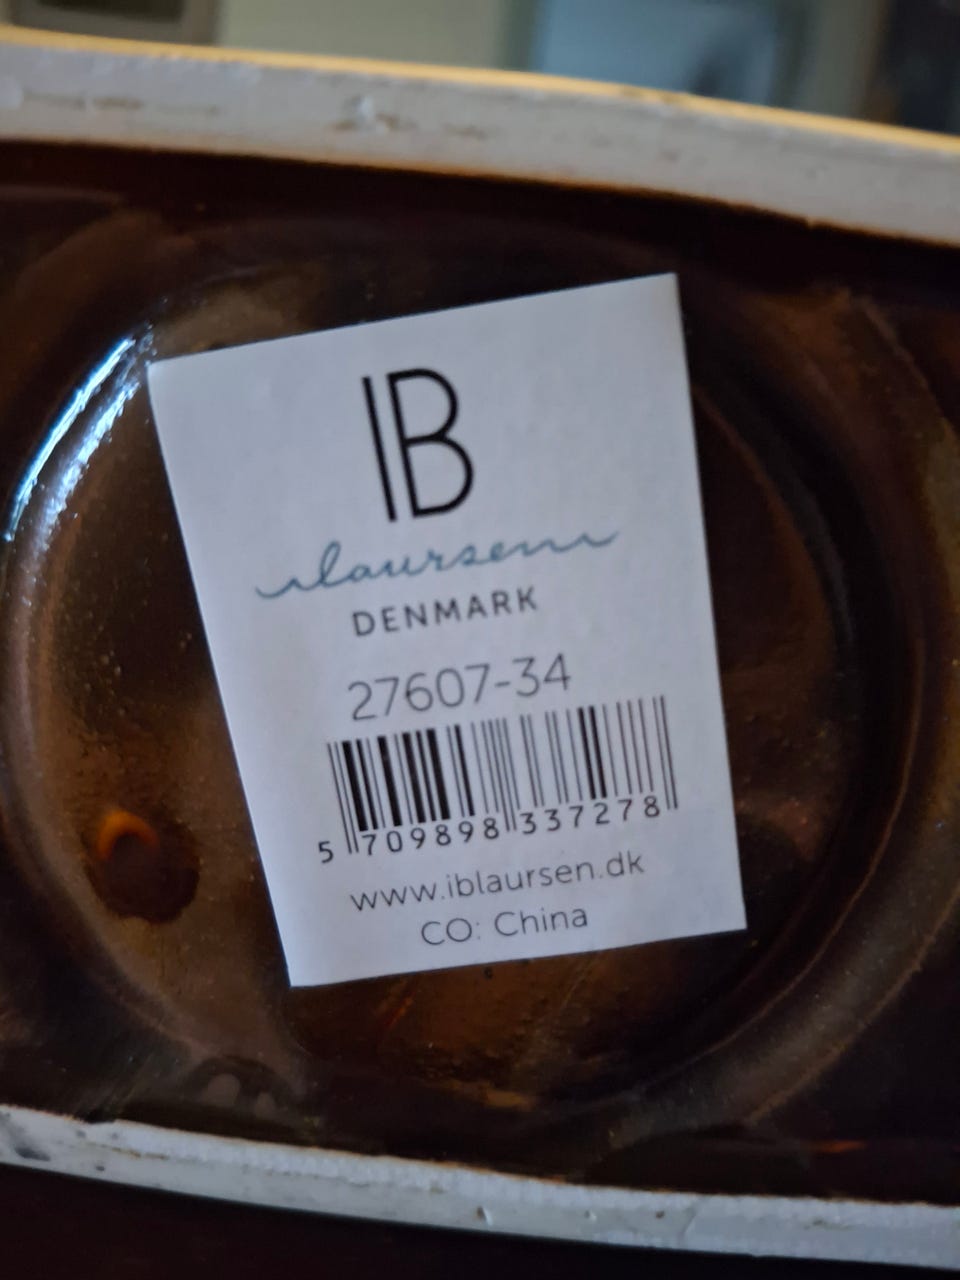 IB
laursen
DENMARK
27607-34
5 709898 337278
www.iblaursen.dk
CO: China